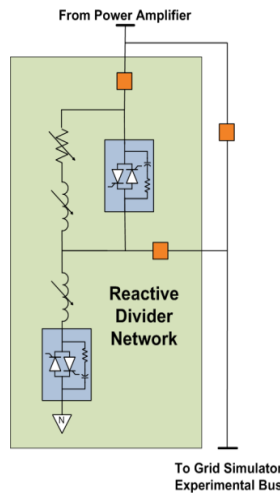 From Power Amplifier
Reactive
Divider
Network
N
To Grid Simulator
Experimental Bus